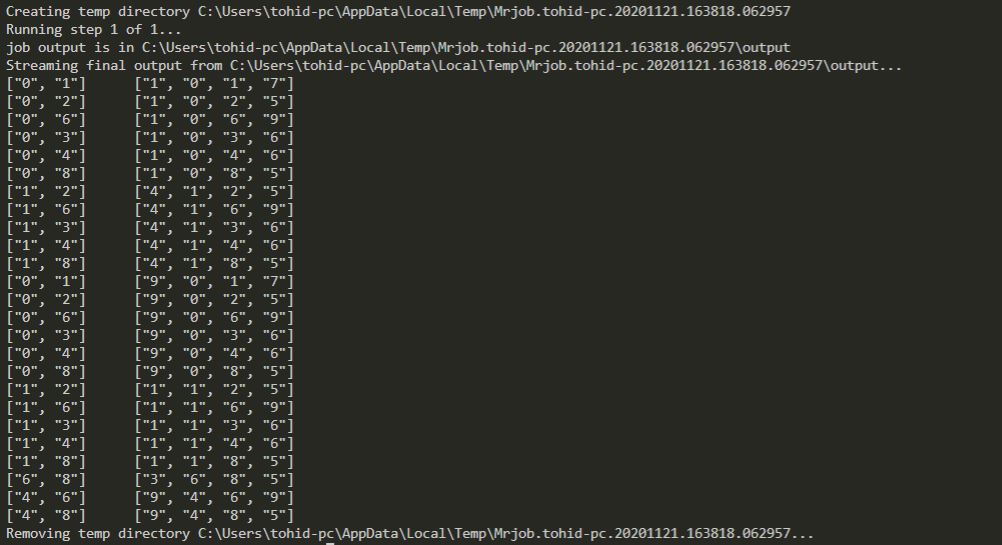 Creating temp directory C:\Users\tohid-pc\AppData\Local\Temp\Mrjob.tohid-pc.20201121.163818.062957
Running step 1 of 1...
job output is in C:\Users\tohid-pc\AppData\Local\Temp\Mrjob.tohid-pc.20201121.163818.062957\output
Streaming final output from C:\Users\tohid-pc\AppData\Local\Temp\Mrjob.tohid-pc.20201121.163818.062957\output...
["0", "1"]      ["1", "0", "1", "7"]
["0", "2"]      ["1", "0", "2", "5"]
["0", "6"]      ["1", "0", "6", "9"]
["0", "3"]      ["1", "0", "3", "6"]
["0", "4"]      ["1", "0", "4", "6"]
["0", "8"]      ["1", "0", "8", "5"]
["1", "2"]      ["4", "1", "2", "5"]
["1", "6"]      ["4", "1", "6", "9"]
["1", "3"]      ["4", "1", "3", "6"]
["1", "4"]      ["4", "1", "4", "6"]
["1", "8"]      ["4", "1", "8", "5"]
["0", "1"]      ["9", "0", "1", "7"]
["0", "2"]      ["9", "0", "2", "5"]
["0", "6"]      ["9", "0", "6", "9"]
["0", "3"]      ["9", "0", "3", "6"]
["0", "4"]      ["9", "0", "4", "6"]
["0", "8"]      ["9", "0", "8", "5"]
["1", "2"]      ["1", "1", "2", "5"]
["1", "6"]      ["1", "1", "6", "9"]
["1", "3"]      ["1", "1", "3", "6"]
["1", "4"]      ["1", "1", "4", "6"]
["1", "8"]      ["1", "1", "8", "5"]
["6", "8"]      ["3", "6", "8", "5"]
["4", "6"]      ["9", "4", "6", "9"]
["4", "8"]      ["9", "4", "8", "5"]
Removing temp directory C:\Users\tohid-pc\AppData\Local\Temp\Mrjob.tohid-pc.20201121.163818.062957...